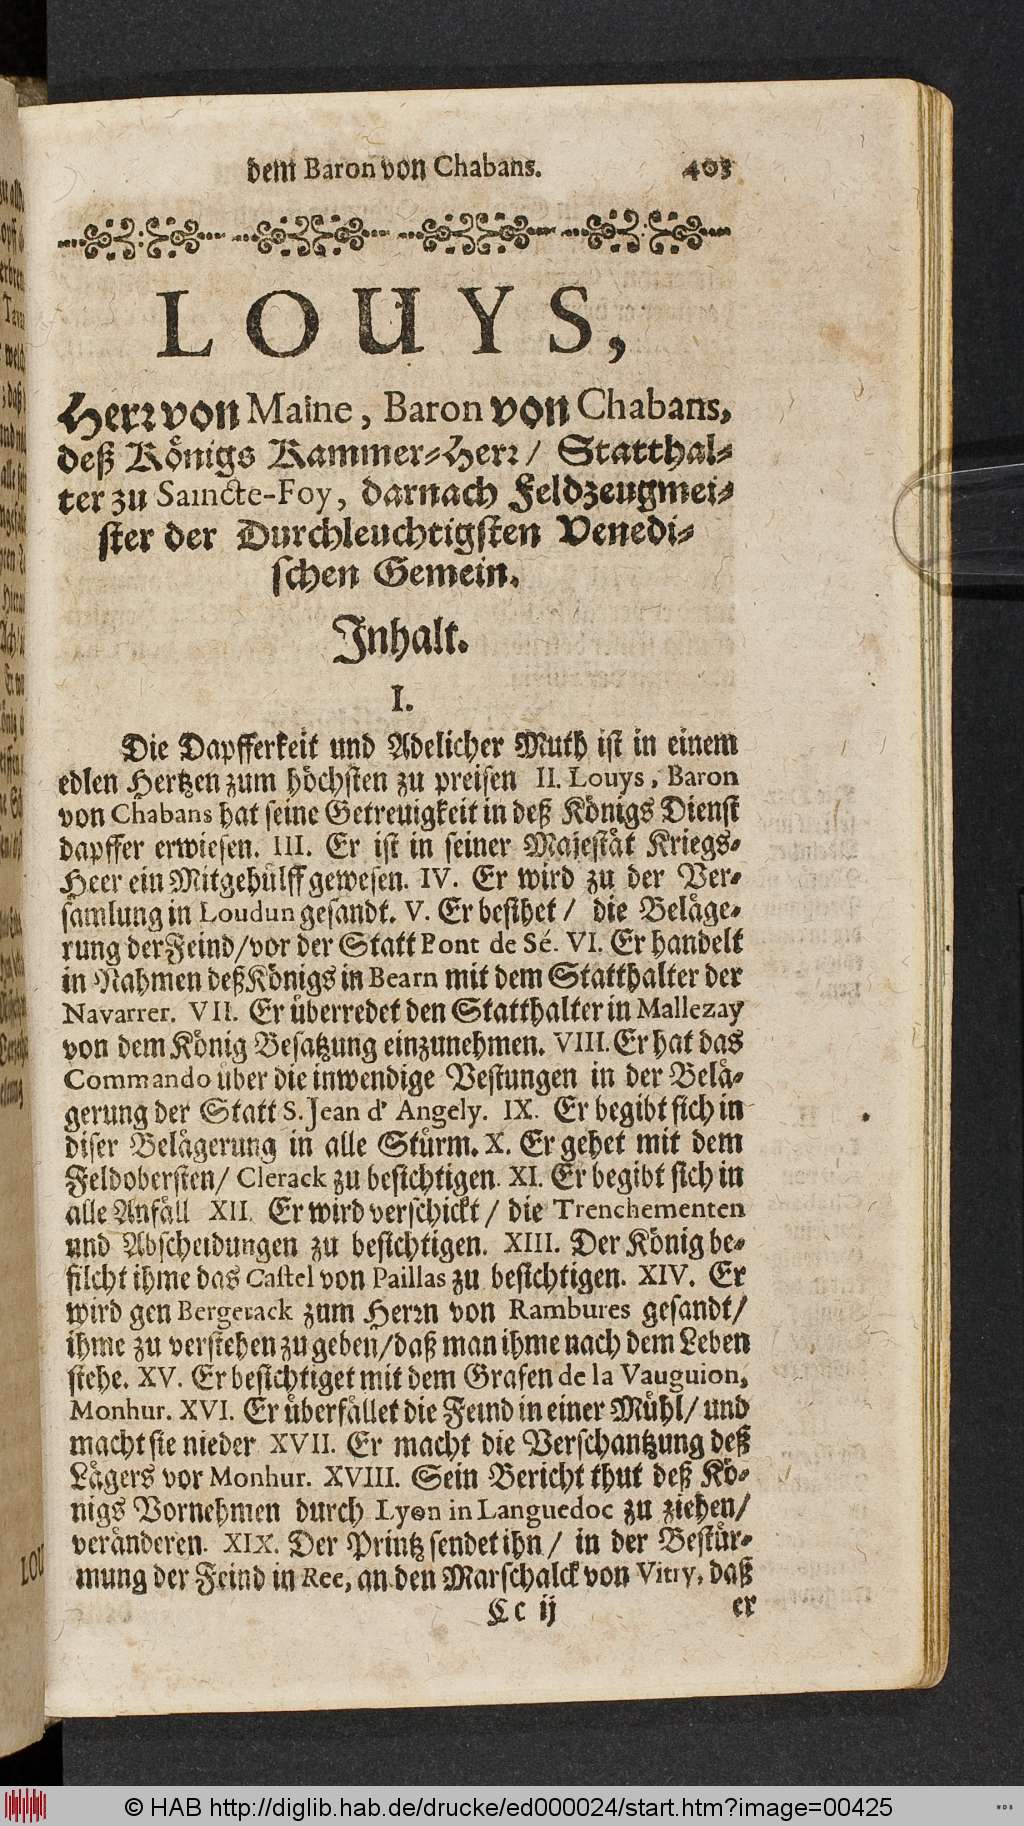 dem Baron von Chabans. 403
LOUYS,
Herr von Maine, Baron von Chabans,
deß Königs Kammer-Herr / Statthal-
ter zu Saincte-Foy, darnach Feldzeugmei-
ster der Durchleuchtigsten Venedi-
schen Gemein.
Inhalt.
I.
Die Dapfferkeit und Adelicher Muth ist in einem
edlen Hertzen zum höchsten zu preisen II. Louys, Baron
von Chabans hat seine Getreuigkeit in deß Königs Dienst
dapffer erwiesen. III. Er ist in seiner Majestät Kriegs-
Heer ein Mitgehülff gewesen. IV. Er wird zu der Ver-
samlung in Loudun gesandt. V. Er besihet / die Beläge-
rung der Feind / vor der Statt Pont de Sé. VI. Er handelt
in Nahmen deß Königs in Bearn mit dem Statthalter der
Navarrer. VII. Er überredet den Statthalter in Mallezay
von dem König Besatzung einzunehmen. VIII. Er hat das
Commando über die inwendige Vestungen in der Belä-
gerung der Statt S. Jean d' Angely. IX. Er begibt sich in
diser Belägerung in alle Stürm. X. Er gehet mit dem
Feldobersten / Clerack zu besichtigen. XI. Er begibt sich in
alle Anfäll XII. Er wird verschickt / die Trenchementen
und Abscheidungen zu besichtigen. XIII. Der König be-
filcht ihme das Castel von Paillas zu besichtigen. XIV. Er
wird gen Bergerack zum Herrn von Rambures gesandt /
ihme zu verstehen zu geben / daß man ihme nach dem Leben
stehe. XV. Er besichtiget mit dem Grafen de la Vauguion,
Monhur. XVI. Er überfället die Feind in einer Mühl / und
macht sie nieder XVII. Er macht die Verschantzung deß
Lägers vor Monhur. XVIII. Sein Bericht thut deß Kö-
nigs Vornehmen durch Lyon in Languedoc zu ziehen /
veränderen. XIX. Der Printz sendet ihn / in der Bestür-
mung der Feind in Ree, an den Marschalck von Vitry, daß
Cc ij er
© HAB http://diglib.hab.de/drucke/ed000024/start.htm?image=00425